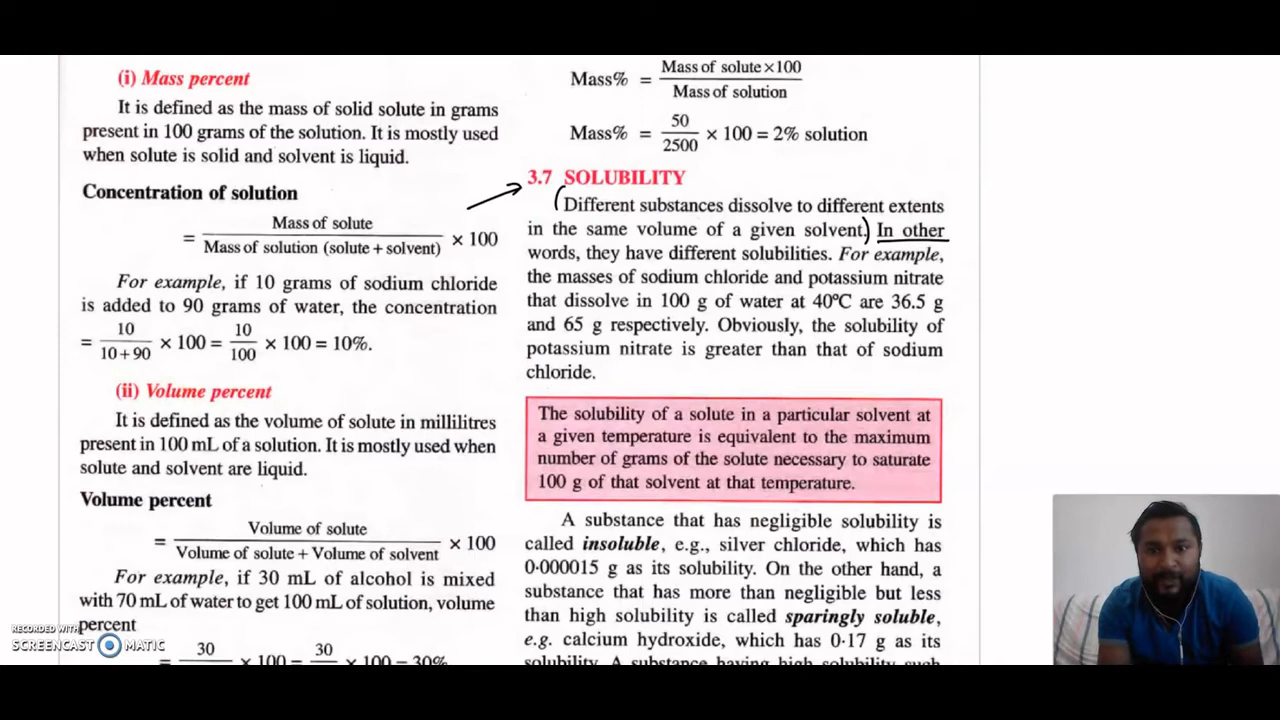 (i) Mass percent
It is defined as the mass of solid solute in grams
present in 100 grams of the solution. It is mostly used
when solute is solid and solvent is liquid.
Concentration of solution
= Mass of solute / Mass of solution (solute + solvent) × 100
For example, if 10 grams of sodium chloride
is added to 90 grams of water, the concentration
= 10 / 10 + 90 × 100 = 10 / 100 × 100 = 10%.
(ii) Volume percent
It is defined as the volume of solute in millilitres
present in 100 mL of a solution. It is mostly used when
solute and solvent are liquid.
Volume percent
= Volume of solute / Volume of solute + Volume of solvent × 100
For example, if 30 mL of alcohol is mixed
with 70 mL of water to get 100 mL of solution, volume
percent
= 30 × 100 = 30 × 100 = 30%
Mass% = Mass of solute × 100 / Mass of solution
Mass% = 50 / 2500 × 100 = 2% solution
3.7 SOLUBILITY
(Different substances dissolve to different extents
in the same volume of a given solvent.) In other
words, they have different solubilities. For example,
the masses of sodium chloride and potassium nitrate
that dissolve in 100 g of water at 40ºC are 36.5 g
and 65 g respectively. Obviously, the solubility of
potassium nitrate is greater than that of sodium
chloride.
The solubility of a solute in a particular solvent at
a given temperature is equivalent to the maximum
number of grams of the solute necessary to saturate
100 g of that solvent at that temperature.
A substance that has negligible solubility is
called insoluble, e.g., silver chloride, which has
0·000015 g as its solubility. On the other hand, a
substance that has more than negligible but less
than high solubility is called sparingly soluble,
e.g. calcium hydroxide, which has 0·17 g as its
solubility. A substance having high solubility such
RECORDED WITH
SCREENCAST MATIC